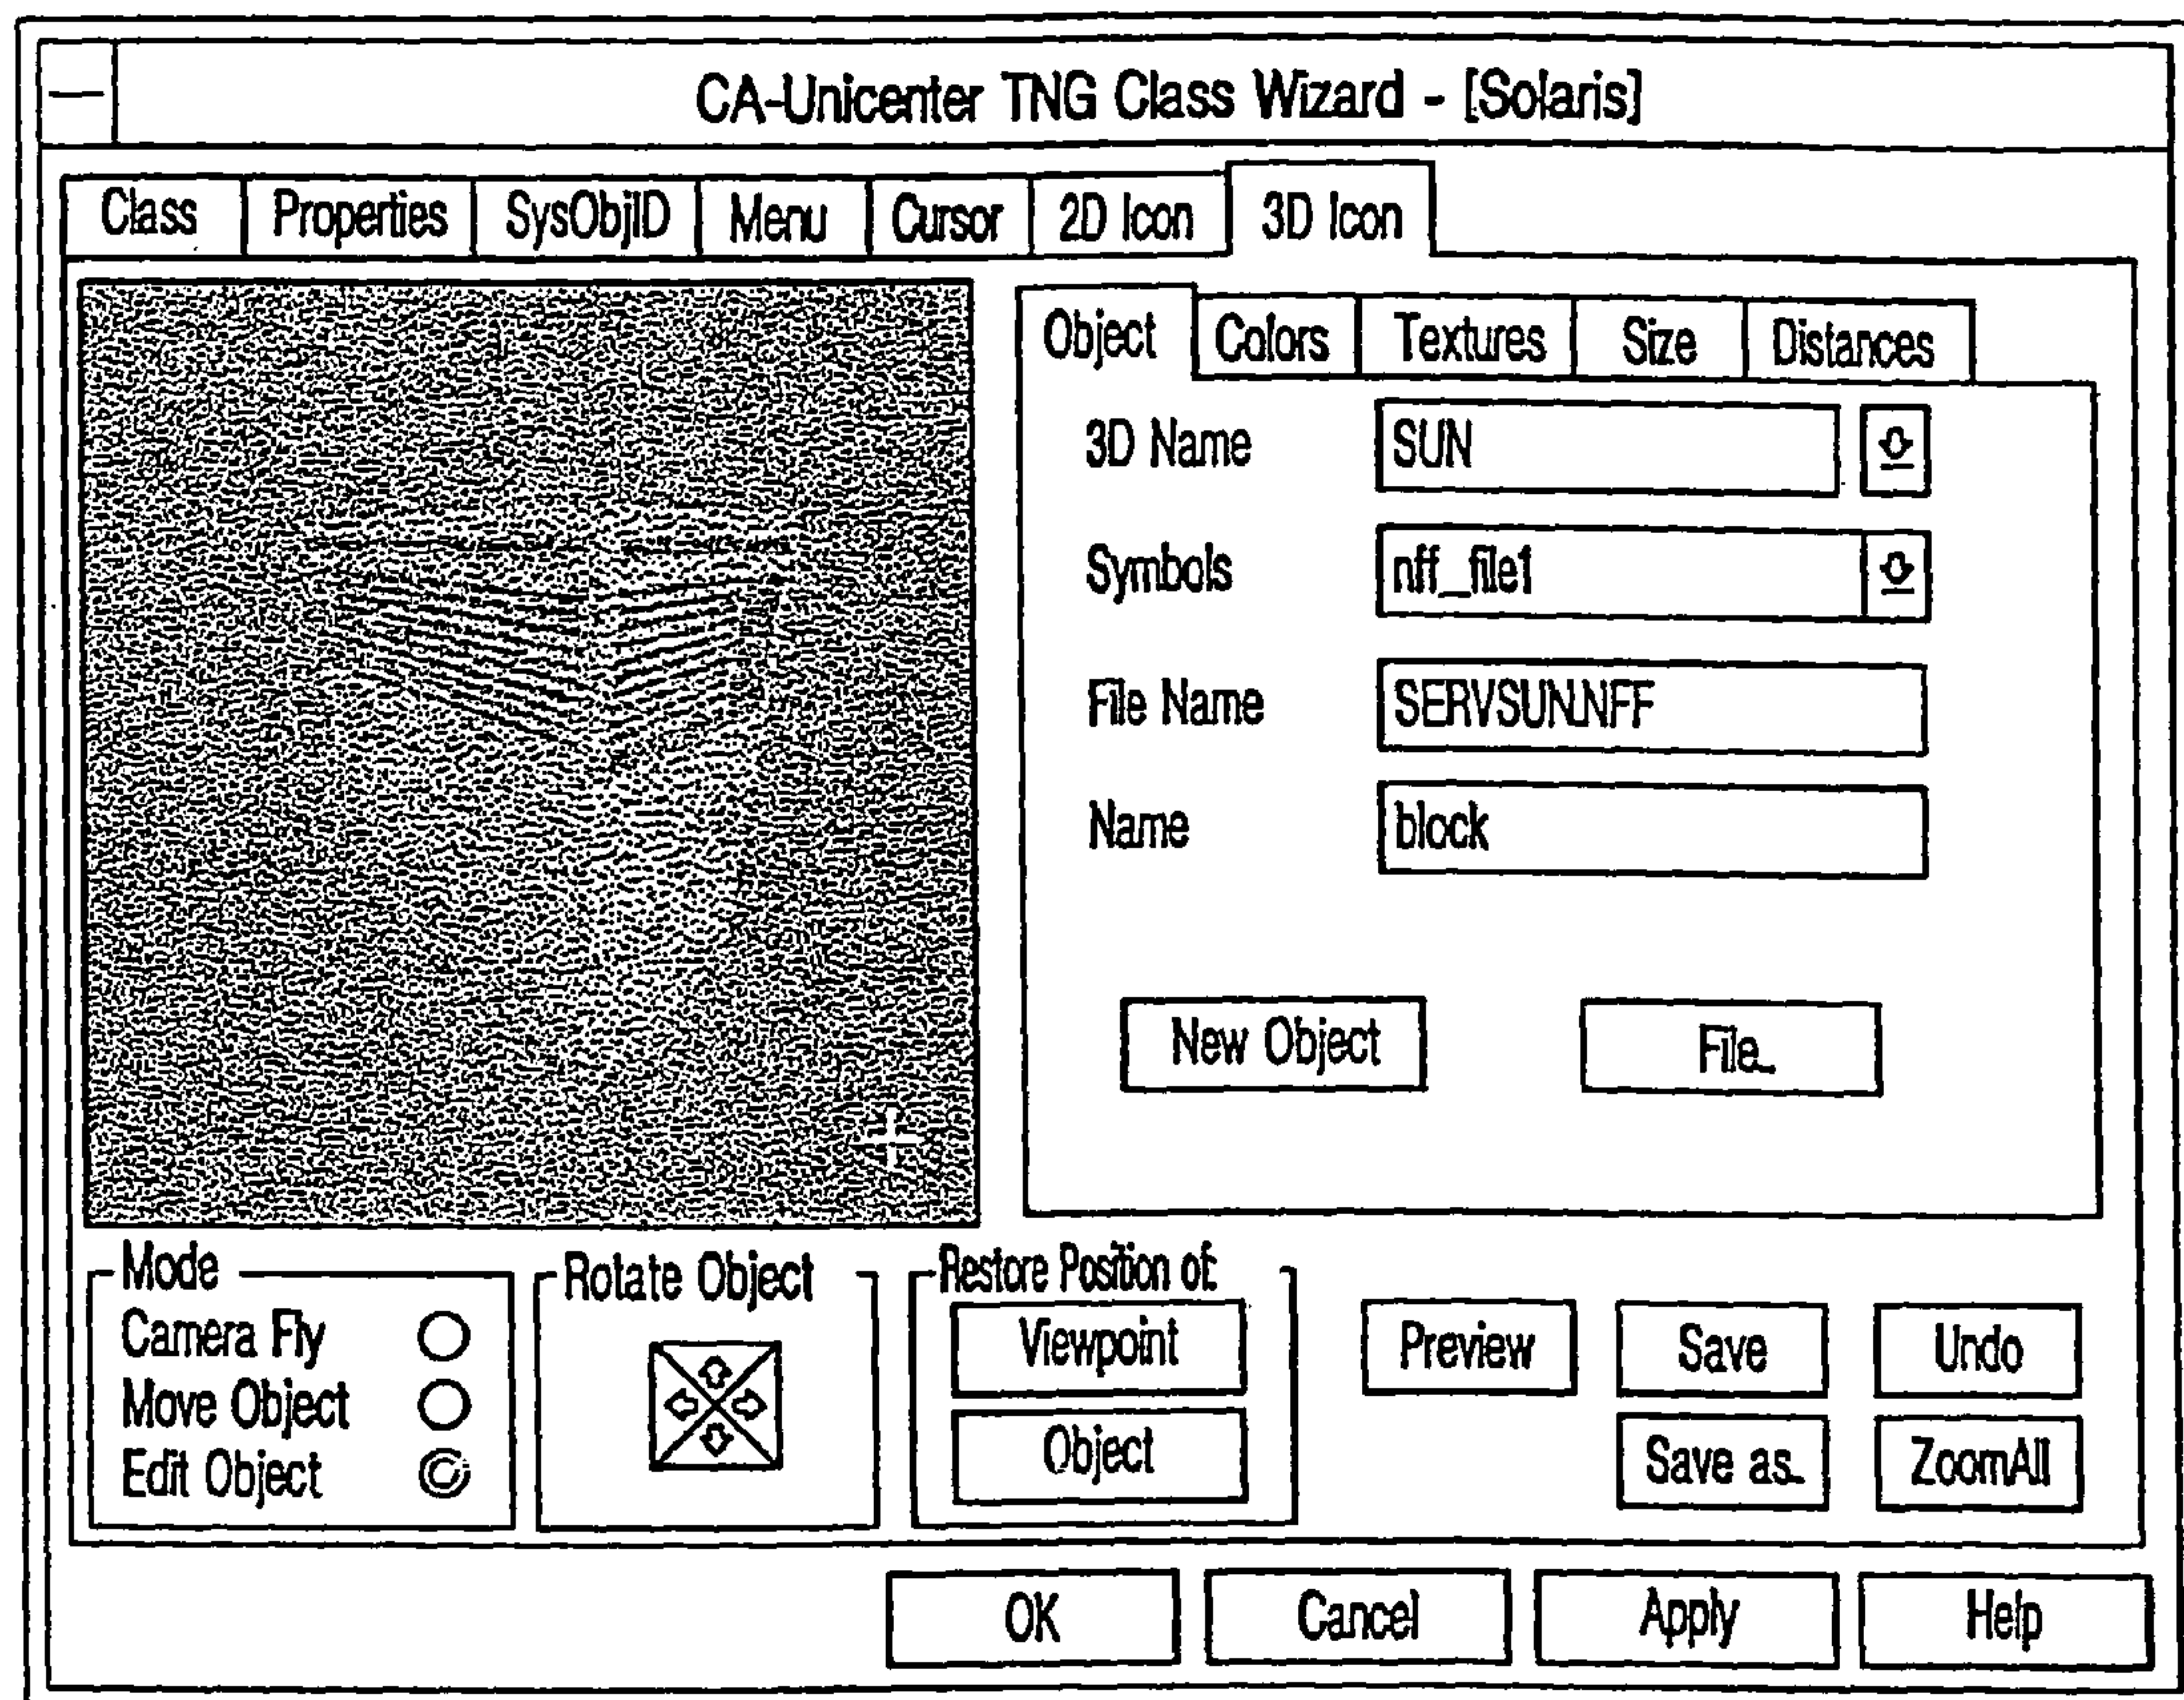 CA-Unicenter TNG Class Wizard - [Solaris]
Class Properties SysObjID Menu Cursor 2D Icon 3D Icon
Object Colors Textures Size Distances
3D Name SUN
Symbols nff_file1
File Name SERVSUN.NFF
Name block
New Object File...
Mode
Camera Fly
Move Object
Edit Object
Rotate Object
Restore Position of:
Viewpoint
Object
Preview Save Undo
Save as... ZoomAll
OK Cancel Apply Help